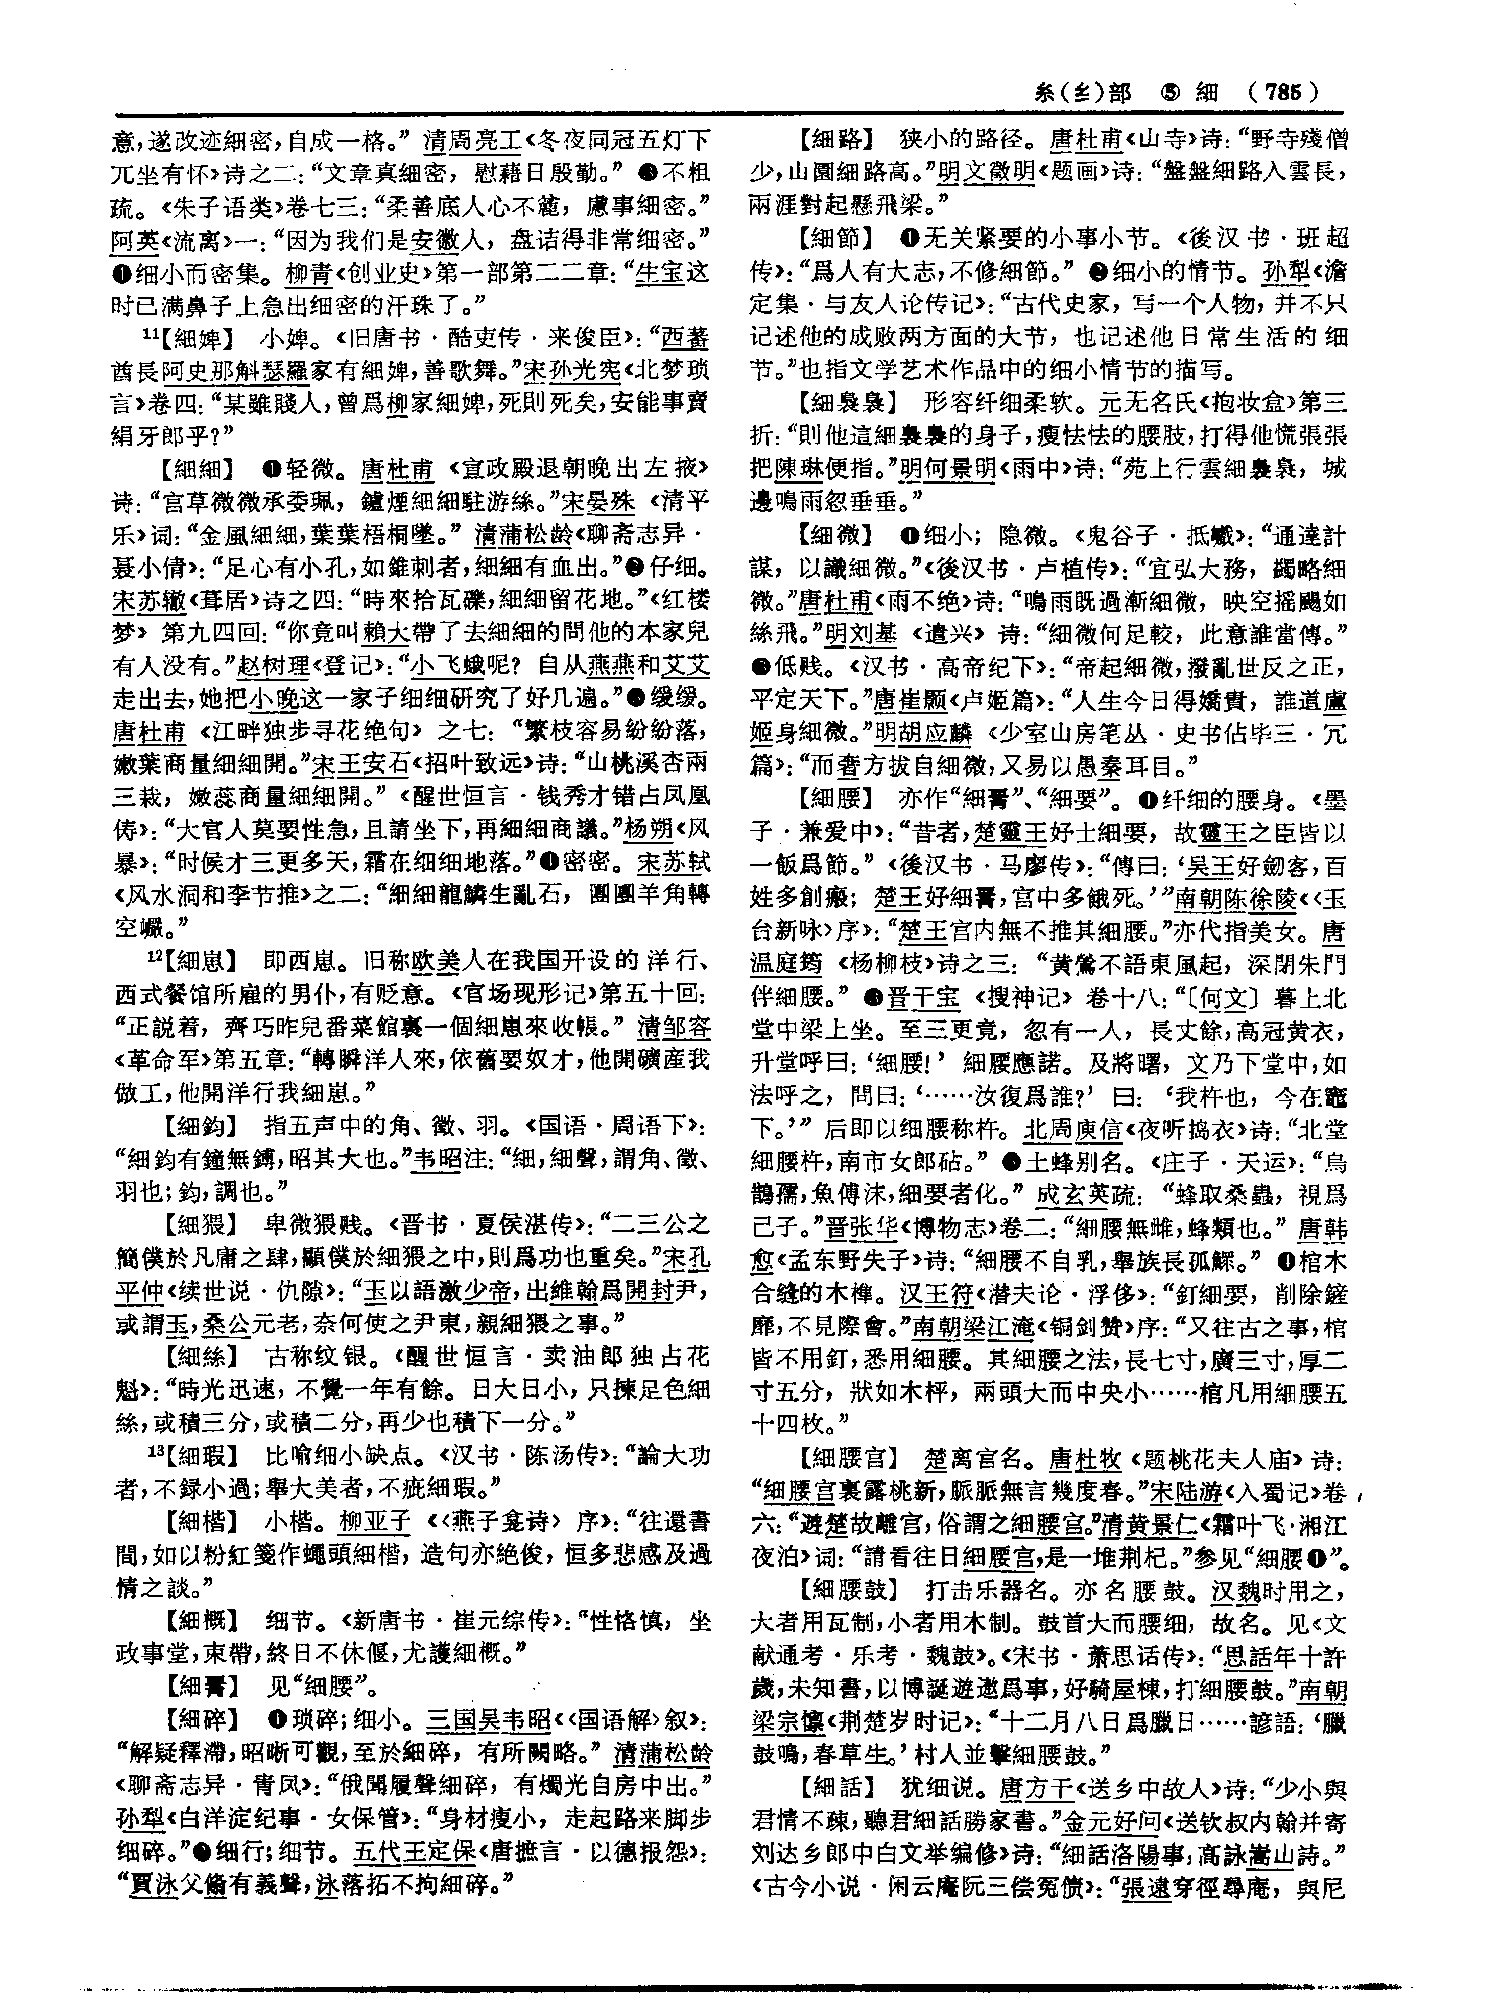 糸(纟)部 ⑤ 細 (785)
意，遂改迹細密，自成一格。”清周亮工《冬夜同冠五灯下
兀坐有怀》诗之二：“文章真細密，慰藉日殷勤。”❸不粗
疏。《朱子语类》卷七三：“柔善底人心不麄，慮事細密。”
阿英《流离》一：“因为我们是安徽人，盘诘得非常细密。”
❹细小而密集。柳青《创业史》第一部第二二章：“生宝这
时已满鼻子上急出细密的汗珠了。”
11【細婢】 小婢。《旧唐书·酷吏传·来俊臣》：“西蕃
酋長阿史那斛瑟羅家有細婢，善歌舞。”宋孙光宪《北梦琐
言》卷四：“某雖賤人，曾爲柳家細婢，死則死矣，安能事賣
絹牙郎乎？”
【細細】 ❶轻微。唐杜甫《宣政殿退朝晚出左掖》
诗：“宫草微微承委珮，鑪煙細細駐游絲。”宋晏殊《清平
乐》词：“金風細細，葉葉梧桐墜。”清蒲松龄《聊斋志异·
聂小倩》：“足心有小孔，如錐刺者，細細有血出。”❷仔细。
宋苏辙《葺居》诗之四：“時來拾瓦礫，細細留花地。”《红楼
梦》第九四回：“你竟叫賴大帶了去細細的問他的本家兒
有人没有。”赵树理《登记》：“小飞蛾呢？自从燕燕和艾艾
走出去，她把小晚这一家子细细研究了好几遍。”❸缓缓。
唐杜甫《江畔独步寻花绝句》之七：“繁枝容易紛紛落，
嫩葉商量細細開。”宋王安石《招叶致远》诗：“山桃溪杏兩
三栽，嫩蕊商量細細開。”《醒世恒言·钱秀才错占凤凰
俦》：“大官人莫要性急，且請坐下，再細細商議。”杨朔《风
暴》：“时候才三更多天，霜在细细地落。”❹密密。宋苏轼
《风水洞和李节推》之二：“細細龍鱗生亂石，團團羊角轉
空巖。”
12【細崽】 即西崽。旧称欧美人在我国开设的洋行、
西式餐馆所雇的男仆，有贬意。《官场现形记》第五十回：
“正説着，齊巧昨兒番菜館裏一個細崽來收帳。”清邹容
《革命军》第五章：“轉瞬洋人來，依舊要奴才，他開礦産我
做工，他開洋行我細崽。”
【細鈞】 指五声中的角、徵、羽。《国语·周语下》：
“細鈞有鐘無鎛，昭其大也。”韦昭注：“細，細聲，謂角、徵、
羽也；鈞，調也。”
【細猥】 卑微猥贱。《晋书·夏侯湛传》：“二三公之
簡僕於凡庸之肆，顯僕於細猥之中，則爲功也重矣。”宋孔
平仲《续世说·仇隙》：“玉以語激少帝，出維翰爲開封尹，
或謂玉，桑公元老，奈何使之尹東，親細猥之事。”
【細絲】 古称纹银。《醒世恒言·卖油郎独占花
魁》：“時光迅速，不覺一年有餘。日大日小，只揀足色細
絲，或積三分，或積二分，再少也積下一分。”
13【細瑕】 比喻细小缺点。《汉书·陈汤传》：“論大功
者，不録小過；舉大美者，不疵細瑕。”
【細楷】 小楷。柳亚子《〈燕子龛诗〉序》：“往還書
間，如以粉紅箋作蠅頭細楷，造句亦絶俊，恒多悲感及過
情之談。”
【細概】 细节。《新唐书·崔元综传》：“性恪慎，坐
政事堂，束帶，終日不休偃，尤護細概。”
【細𦝫】 见“細腰”。
【細碎】 ❶琐碎；细小。三国吴韦昭《〈国语解〉叙》：
“解疑釋滯，昭晰可觀，至於細碎，有所闕略。”清蒲松龄
《聊斋志异·青凤》：“俄聞履聲細碎，有燭光自房中出。”
孙犁《白洋淀纪事·女保管》：“身材瘦小，走起路来脚步
细碎。”❷细行；细节。五代王定保《唐摭言·以德报怨》：
“賈泳父翛有義聲，泳落拓不拘細碎。”
【細路】 狭小的路径。唐杜甫《山寺》诗：“野寺殘僧
少，山園細路高。”明文徵明《题画》诗：“盤盤細路入雲長，
兩涯對起懸飛梁。”
【細節】 ❶无关紧要的小事小节。《後汉书·班超
传》：“爲人有大志，不修細節。”❷细小的情节。孙犁《澹
定集·与友人论传记》：“古代史家，写一个人物，并不只
记述他的成败两方面的大节，也记述他日常生活的细
节。”也指文学艺术作品中的细小情节的描写。
【細裊裊】 形容纤细柔软。元无名氏《抱妆盒》第三
折：“則他這細裊裊的身子，瘦怯怯的腰肢，打得他慌張張
把陳琳便指。”明何景明《雨中》诗：“苑上行雲細裊裊，城
邊鳴雨忽垂垂。”
【細微】 ❶细小；隐微。《鬼谷子·抵巇》：“通達計
謀，以識細微。”《後汉书·卢植传》：“宜弘大務，蠲略細
微。”唐杜甫《雨不绝》诗：“鳴雨既過漸細微，映空摇颺如
絲飛。”明刘基《遣兴》诗：“細微何足較，此意誰當傳。”
❷低贱。《汉书·高帝纪下》：“帝起細微，撥亂世反之正，
平定天下。”唐崔颢《卢姬篇》：“人生今日得嬌貴，誰道盧
姬身細微。”明胡应麟《少室山房笔丛·史书佔毕三·冗
篇》：“而耆方拔自細微，又易以愚秦耳目。”
【細腰】 亦作“細𦝫”、“細要”。❶纤细的腰身。《墨
子·兼爱中》：“昔者，楚靈王好士細要，故靈王之臣皆以
一飯爲節。”《後汉书·马廖传》：“傳曰：‘吴王好劒客，百
姓多創瘢；楚王好細𦝫，宫中多餓死。’”南朝陈徐陵《〈玉
台新咏〉序》：“楚王宫内無不推其細腰。”亦代指美女。唐
温庭筠《杨柳枝》诗之三：“黄鶯不語東風起，深閉朱門
伴細腰。”❷晋干宝《搜神记》卷十八：“〔何文〕暮上北
堂中梁上坐。至三更竟，忽有一人，長丈餘，高冠黄衣，
升堂呼曰：‘細腰！’細腰應諾。及將曙，文乃下堂中，如
法呼之，問曰：‘……汝復爲誰？’曰：‘我杵也，今在竈
下。’”后即以细腰称杵。北周庾信《夜听捣衣》诗：“北堂
細腰杵，南市女郎砧。”❸土蜂别名。《庄子·天运》：“烏
鵲孺，魚傅沫，細要者化。”成玄英疏：“蜂取桑蟲，視爲
己子。”晋张华《博物志》卷二：“細腰無雌，蜂類也。”唐韩
愈《孟东野失子》诗：“細腰不自乳，舉族長孤鰥。”❹棺木
合缝的木榫。汉王符《潜夫论·浮侈》：“釘細要，削除鏟
靡，不見際會。”南朝梁江淹《铜剑赞》序：“又往古之事，棺
皆不用釘，悉用細腰。其細腰之法，長七寸，廣三寸，厚二
寸五分，狀如木枰，兩頭大而中央小……棺凡用細腰五
十四枚。”
【細腰宫】 楚离宫名。唐杜牧《题桃花夫人庙》诗：
“細腰宫裏露桃新，脈脈無言幾度春。”宋陆游《入蜀记》卷
六：“遊楚故離宫，俗謂之細腰宫。”清黄景仁《霜叶飞·湘江
夜泊》词：“請看往日細腰宫，是一堆荆杞。”参见“細腰❶”。
【細腰鼓】 打击乐器名。亦名腰鼓。汉魏时用之，
大者用瓦制，小者用木制。鼓首大而腰细，故名。见《文
献通考·乐考·魏鼓》。《宋书·萧思话传》：“思話年十許
歲，未知書，以博誕遊遨爲事，好騎屋棟，打細腰鼓。”南朝
梁宗懔《荆楚岁时记》：“十二月八日爲臘日……諺語：‘臘
鼓鳴，春草生。’村人並擊細腰鼓。”
【細話】 犹细说。唐方干《送乡中故人》诗：“少小與
君情不疎，聽君細話勝家書。”金元好问《送钦叔内翰并寄
刘达乡郎中白文举编修》诗：“細話洛陽事，高詠嵩山詩。”
《古今小说·闲云庵阮三偿冤债》：“張遠穿徑尋庵，與尼